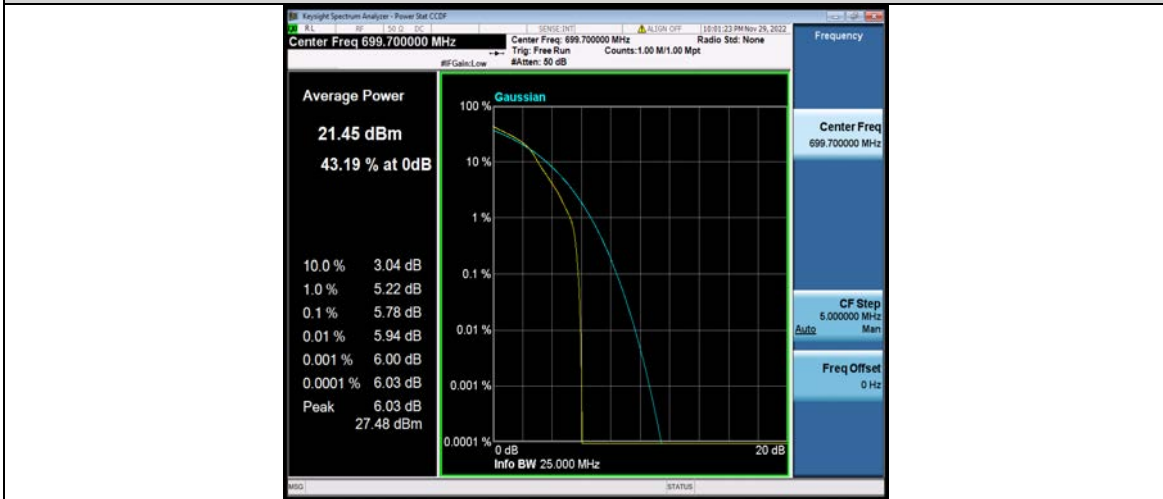 Keysight Spectrum Analyzer - Power Stat CCDF
RL RF 50 Ω DC SENSE:INT ALIGN OFF 10:01:23 PM Nov 29, 2022
Center Freq 699.700000 MHz
Center Freq: 699.700000 MHz Radio Std: None
Trig: Free Run Counts:1.00 M/1.00 Mpt
#IFGain:Low #Atten: 50 dB
Frequency
Average Power
21.45 dBm
43.19 % at 0dB
10.0 % 3.04 dB
1.0 % 5.22 dB
0.1 % 5.78 dB
0.01 % 5.94 dB
0.001 % 6.00 dB
0.0001 % 6.03 dB
Peak 6.03 dB
27.48 dBm
Gaussian
100 %
10 %
1 %
0.1 %
0.01 %
0.001 %
0.0001 %
0 dB 20 dB
Info BW 25.000 MHz
Center Freq
699.700000 MHz
CF Step
5.000000 MHz
Auto Man
Freq Offset
0 Hz
MSG STATUS